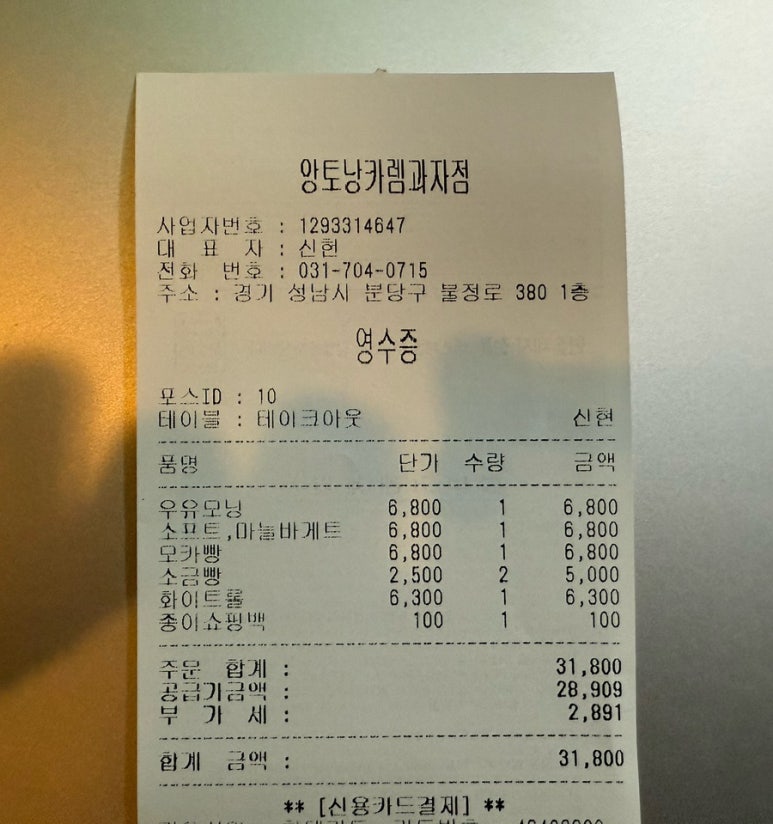 앙토낭카렘과자점
사업자번호 : 1293314647
대 표 자 : 신헌
전화 번호 : 031-704-0715
주소 : 경기 성남시 분당구 불정로 380 1층
영수증
포스ID : 10
테이블 : 테이크아웃 신현
품명 단가 수량 금액
우유모닝 6,800 1 6,800
소프트,마늘바게트 6,800 1 6,800
모카빵 6,800 1 6,800
소금빵 2,500 2 5,000
화이트롤 6,300 1 6,300
종이쇼핑백 100 1 100
주문 합계 : 31,800
공급가금액 : 28,909
부 가 세 : 2,891
합계 금액 : 31,800
** [신용카드결제] **